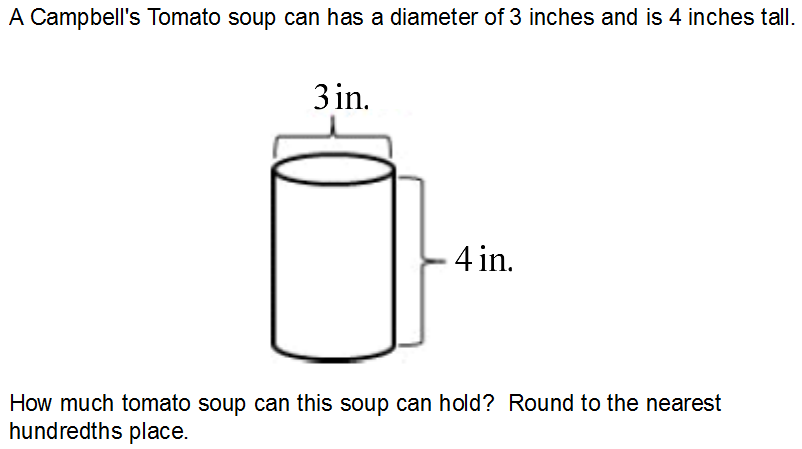 A Campbell's Tomato soup can has a diameter of 3 inches and is 4 inches tall.
3 in.
4 in.
How much tomato soup can this soup can hold?  Round to the nearest
hundredths place.